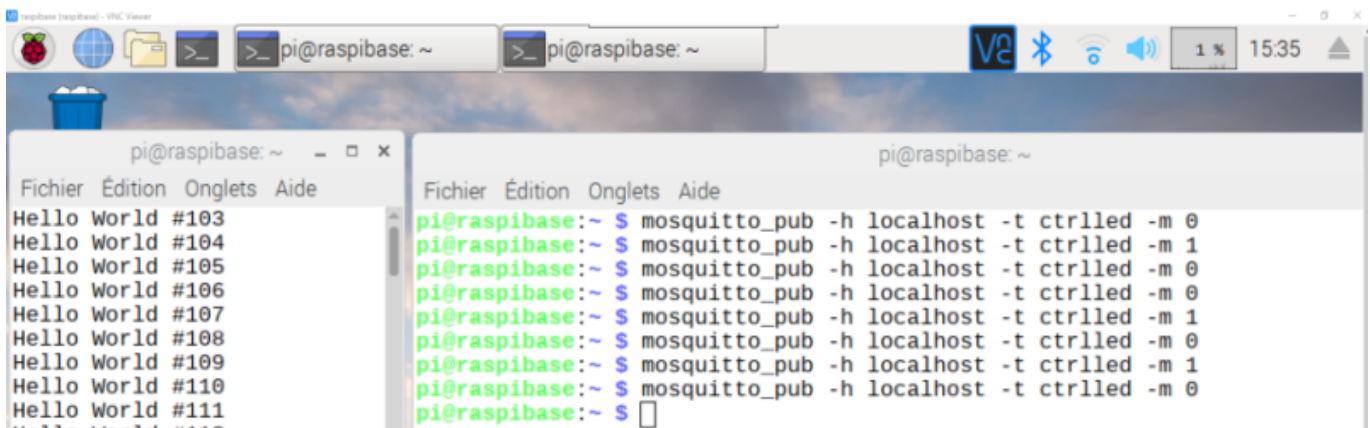 raspibase (raspibase) - VNC Viewer
pi@raspibase: ~
pi@raspibase: ~
1 %
15:35
pi@raspibase: ~
Fichier Édition Onglets Aide
Hello World #103
Hello World #104
Hello World #105
Hello World #106
Hello World #107
Hello World #108
Hello World #109
Hello World #110
Hello World #111
pi@raspibase: ~
Fichier Édition Onglets Aide
pi@raspibase:~ $ mosquitto_pub -h localhost -t ctrlled -m 0
pi@raspibase:~ $ mosquitto_pub -h localhost -t ctrlled -m 1
pi@raspibase:~ $ mosquitto_pub -h localhost -t ctrlled -m 0
pi@raspibase:~ $ mosquitto_pub -h localhost -t ctrlled -m 0
pi@raspibase:~ $ mosquitto_pub -h localhost -t ctrlled -m 1
pi@raspibase:~ $ mosquitto_pub -h localhost -t ctrlled -m 0
pi@raspibase:~ $ mosquitto_pub -h localhost -t ctrlled -m 1
pi@raspibase:~ $ mosquitto_pub -h localhost -t ctrlled -m 0
pi@raspibase:~ $